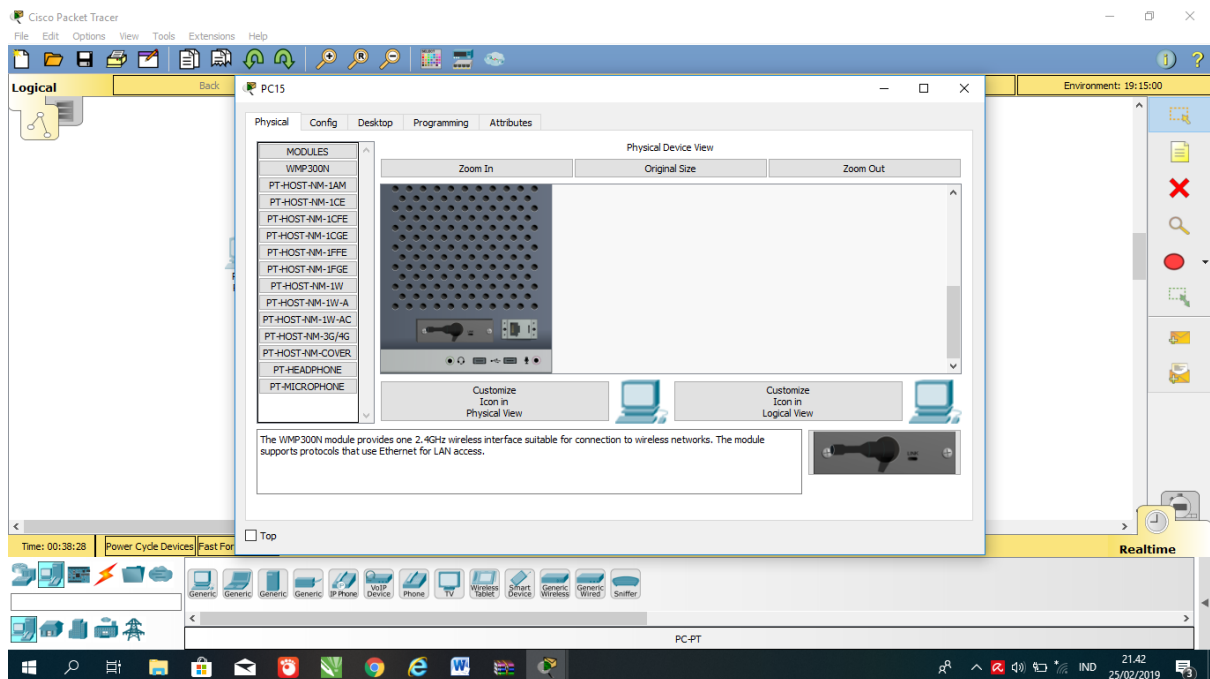 Cisco Packet Tracer
File Edit Options View Tools Extensions Help
Logical
Back
Environment: 19:15:00
PC15
Physical Config Desktop Programming Attributes
MODULES
WMP300N
PT-HOST-NM-1AM
PT-HOST-NM-1CE
PT-HOST-NM-1CFE
PT-HOST-NM-1CGE
PT-HOST-NM-1FFE
PT-HOST-NM-1FGE
PT-HOST-NM-1W
PT-HOST-NM-1W-A
PT-HOST-NM-1W-AC
PT-HOST-NM-3G/4G
PT-HOST-NM-COVER
PT-HEADPHONE
PT-MICROPHONE
Physical Device View
Zoom In Original Size Zoom Out
Customize
Icon in
Physical View
Customize
Icon in
Logical View
The WMP300N module provides one 2.4GHz wireless interface suitable for connection to wireless networks. The module
supports protocols that use Ethernet for LAN access.
Top
Time: 00:38:28 Power Cycle Devices Fast For
Realtime
Generic Generic Generic Generic IP Phone VoIP Device Phone TV Wireless Tablet Smart Device Generic Wireless Generic Wired Sniffer
PC-PT
IND
21.42
25/02/2019